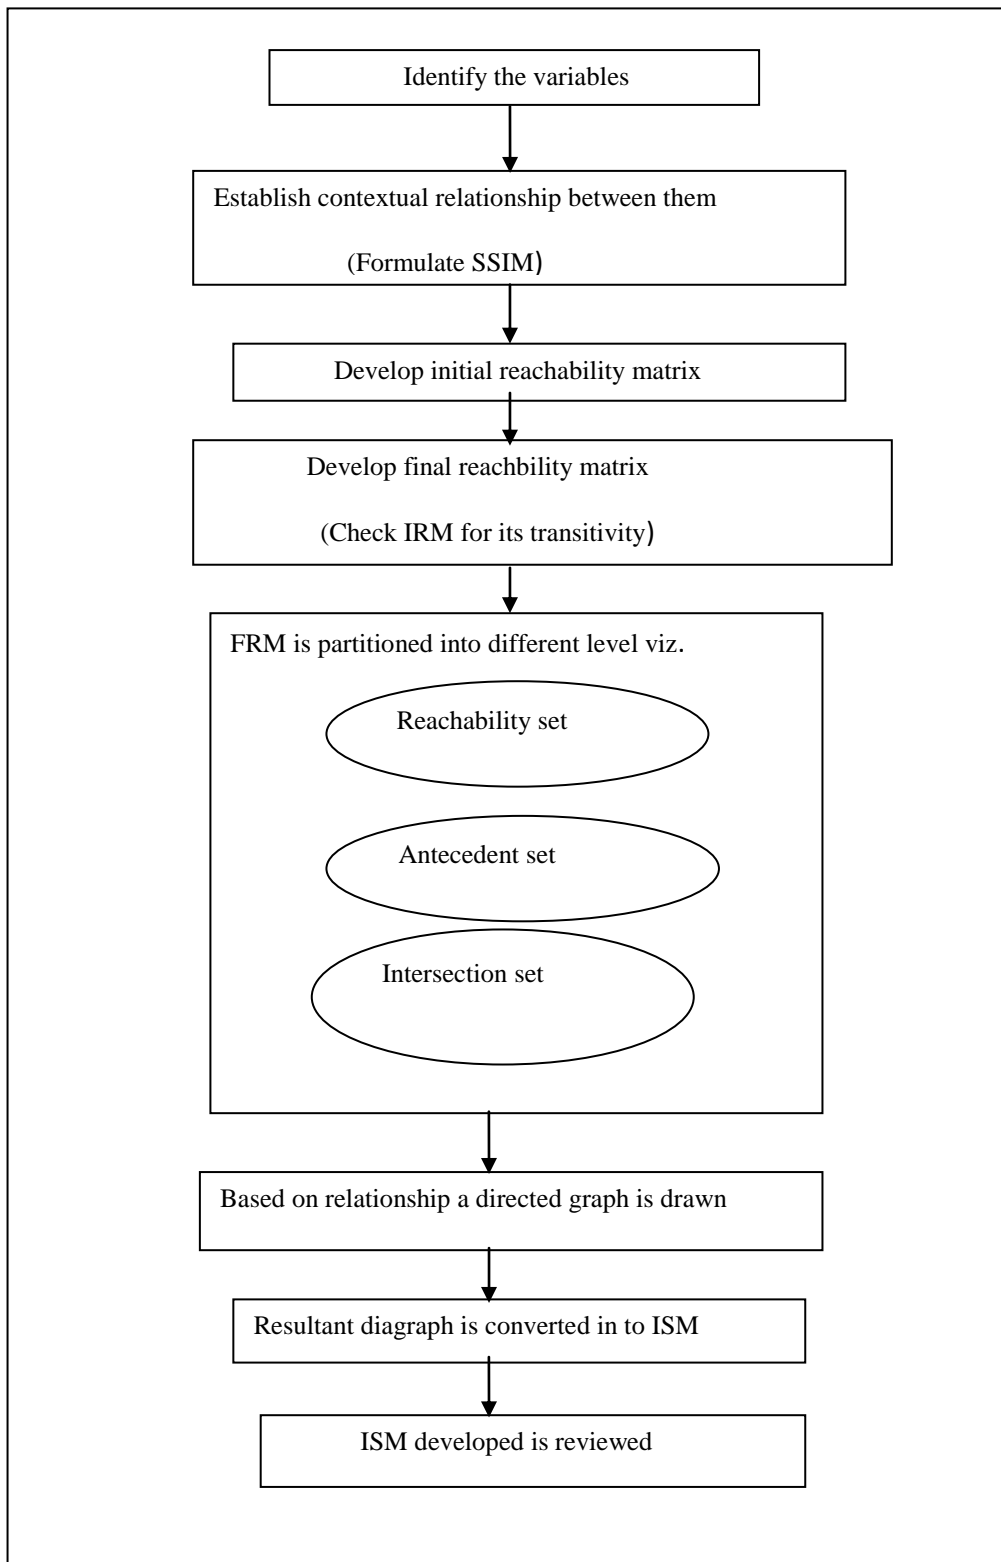 Identify the variables
Establish contextual relationship between them
(Formulate SSIM)
Develop initial reachability matrix
Develop final reachbility matrix
(Check IRM for its transitivity)
FRM is partitioned into different level viz.
Reachability set
Antecedent set
Intersection set
Based on relationship a directed graph is drawn
Resultant diagraph is converted in to ISM
ISM developed is reviewed